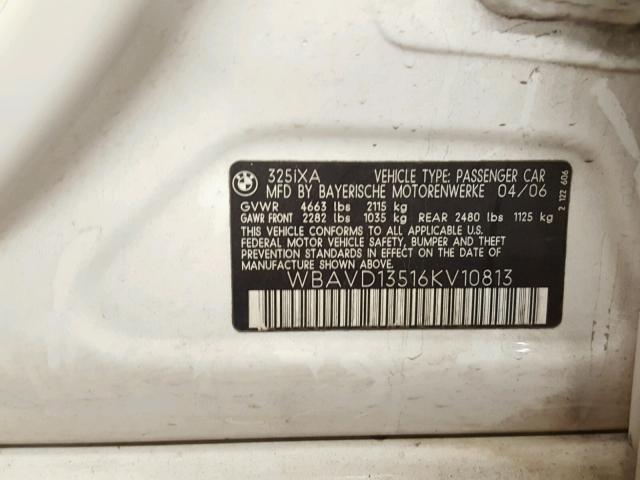 325iXA VEHICLE TYPE: PASSENGER CAR
MFD BY BAYERISCHE MOTORENWERKE 04/06
GVWR 4663 lbs 2115 kg
GAWR FRONT 2282 lbs 1035 kg REAR 2480 lbs 1125 kg
THIS VEHICLE CONFORMS TO ALL APPLICABLE U.S.
FEDERAL MOTOR VEHICLE SAFETY, BUMPER AND THEFT
PREVENTION STANDARDS IN EFFECT ON THE DATE OF
MANUFACTURE SHOWN ABOVE.
WBAVD13516KV10813
2 122 606